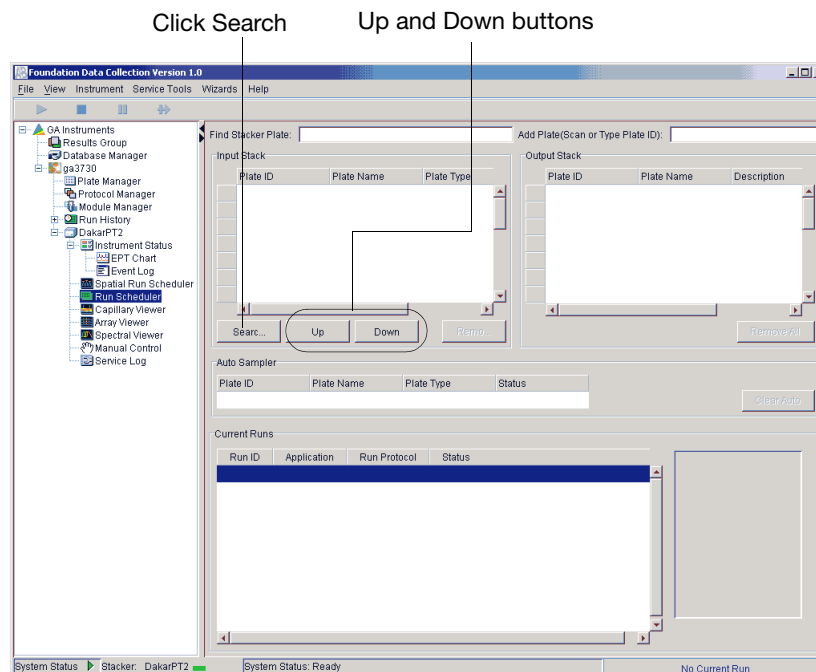 Click Search
Up and Down buttons
Foundation Data Collection Version 1.0
File View Instrument Service Tools Wizards Help
GA Instruments
Results Group
Database Manager
ga3730
Plate Manager
Protocol Manager
Module Manager
Run History
DakarPT2
Instrument Status
EPT Chart
Event Log
Spatial Run Scheduler
Run Scheduler
Capillary Viewer
Array Viewer
Spectral Viewer
Manual Control
Service Log
Find Stacker Plate:
Add Plate(Scan or Type Plate ID):
Input Stack
Plate ID Plate Name Plate Type
Searc... Up Down Remo...
Output Stack
Plate ID Plate Name Description
Remove All
Auto Sampler
Plate ID Plate Name Plate Type Status
Clear Auto
Current Runs
Run ID Application Run Protocol Status
System Status Stacker: DakarPT2 System Status: Ready No Current Run